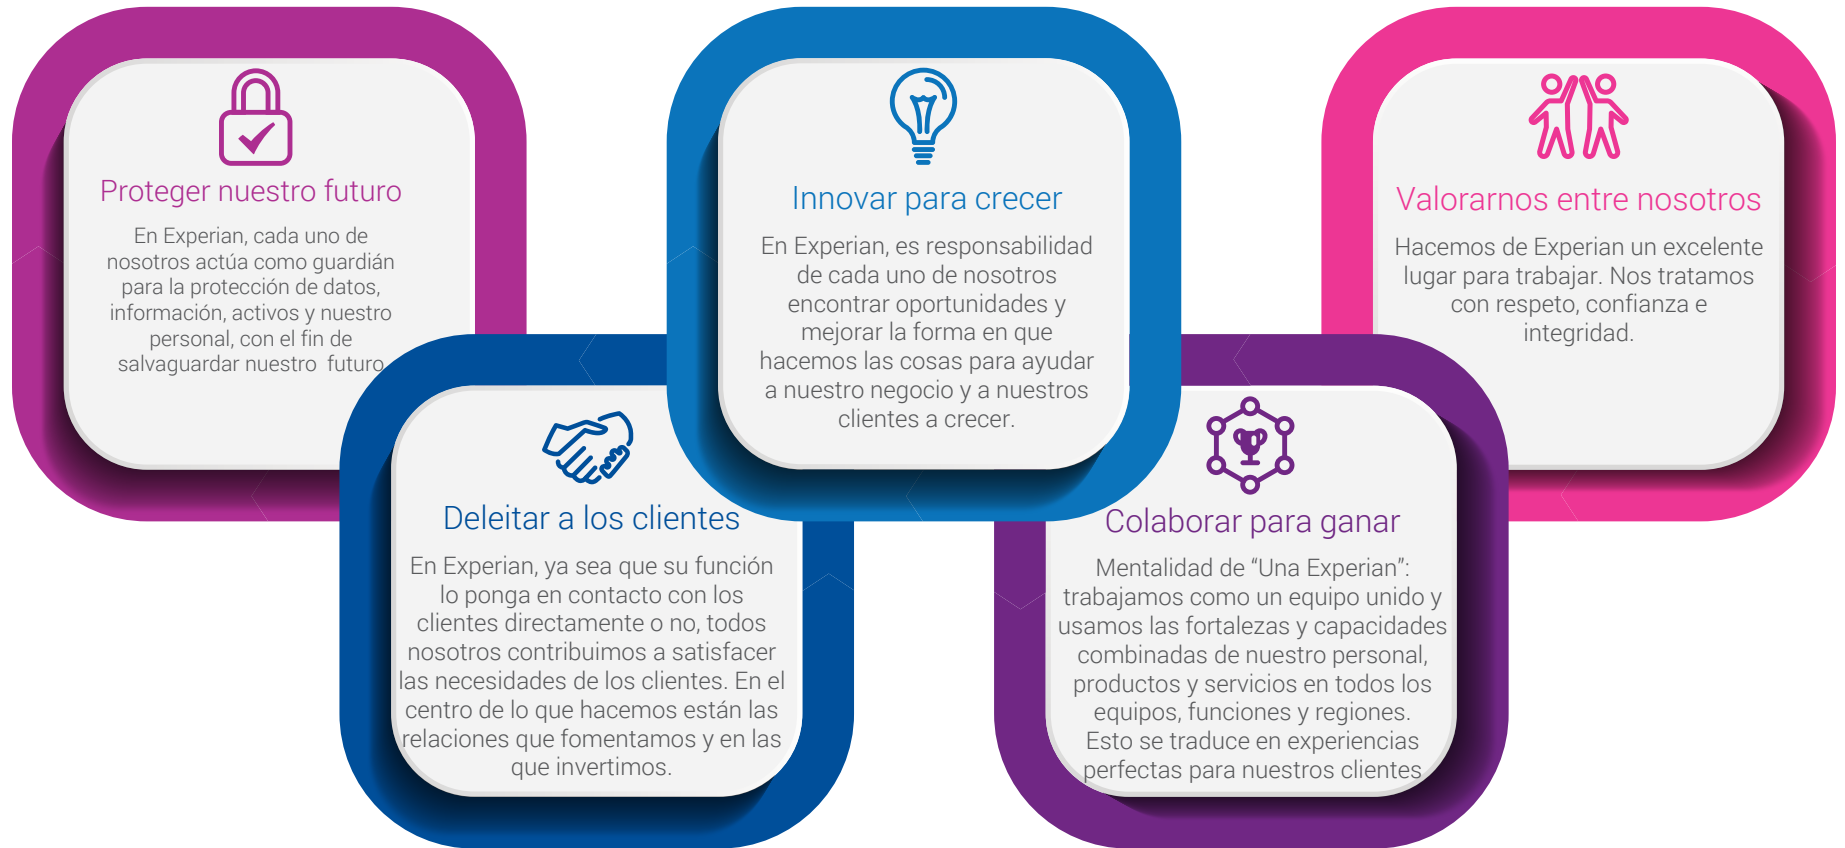 Proteger nuestro futuro
En Experian, cada uno de
nosotros actúa como guardián
para la protección de datos,
información, activos y nuestro
personal, con el fin de
salvaguardar nuestro  futuro
Deleitar a los clientes
En Experian, ya sea que su función
lo ponga en contacto con los
clientes directamente o no, todos
nosotros contribuimos a satisfacer
las necesidades de los clientes. En el
centro de lo que hacemos están las
relaciones que fomentamos y en las
que invertimos.
Innovar para crecer
En Experian, es responsabilidad
de cada uno de nosotros
encontrar oportunidades y
mejorar la forma en que
hacemos las cosas para ayudar
a nuestro negocio y a nuestros
clientes a crecer.
Colaborar para ganar
Mentalidad de “Una Experian”:
trabajamos como un equipo unido y
usamos las fortalezas y capacidades
combinadas de nuestro personal,
productos y servicios en todos los
equipos, funciones y regiones.
Esto se traduce en experiencias
perfectas para nuestros clientes
Valorarnos entre nosotros
Hacemos de Experian un excelente
lugar para trabajar. Nos tratamos
con respeto, confianza e
integridad.